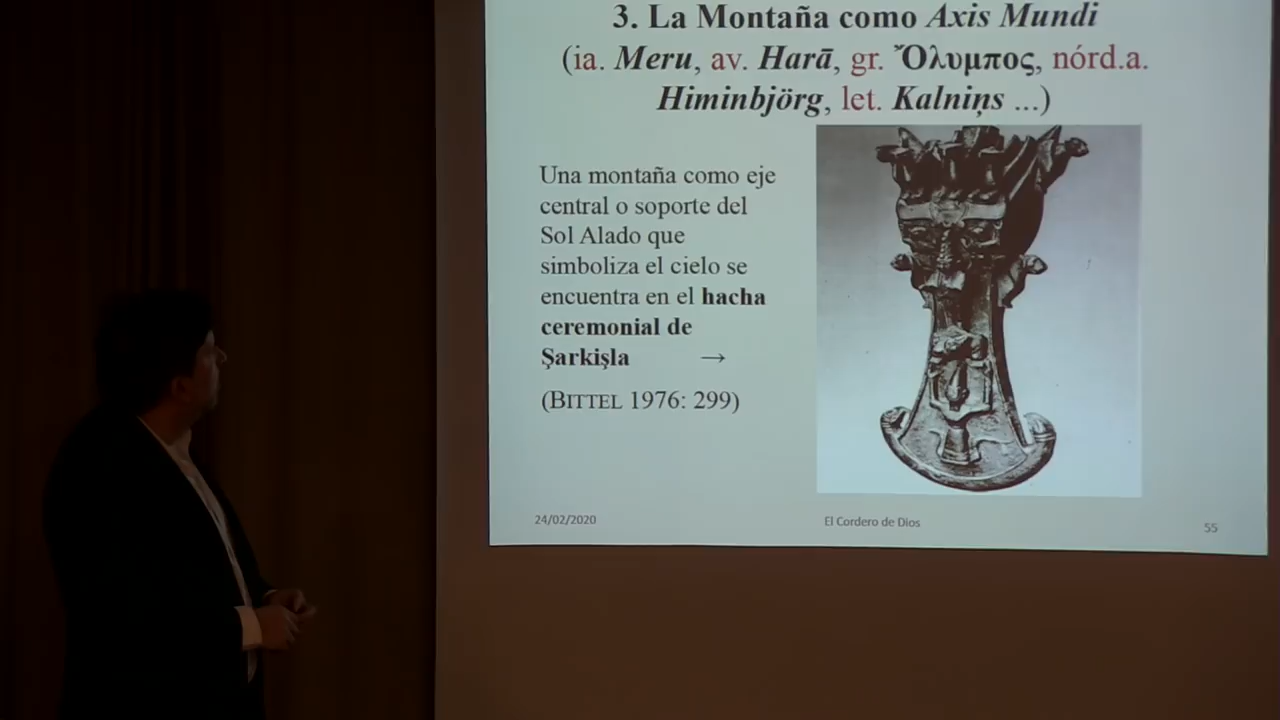 3. La Montaña como Axis Mundi
(ia. Meru, av. Harā, gr. Ὄλυμπος, nórd.a.
Himinbjörg, let. Kalniņs ...)
Una montaña como eje
central o soporte del
Sol Alado que
simboliza el cielo se
encuentra en el hacha
ceremonial de
Şarkişla →
(BITTEL 1976: 299)
24/02/2020
El Cordero de Dios
55